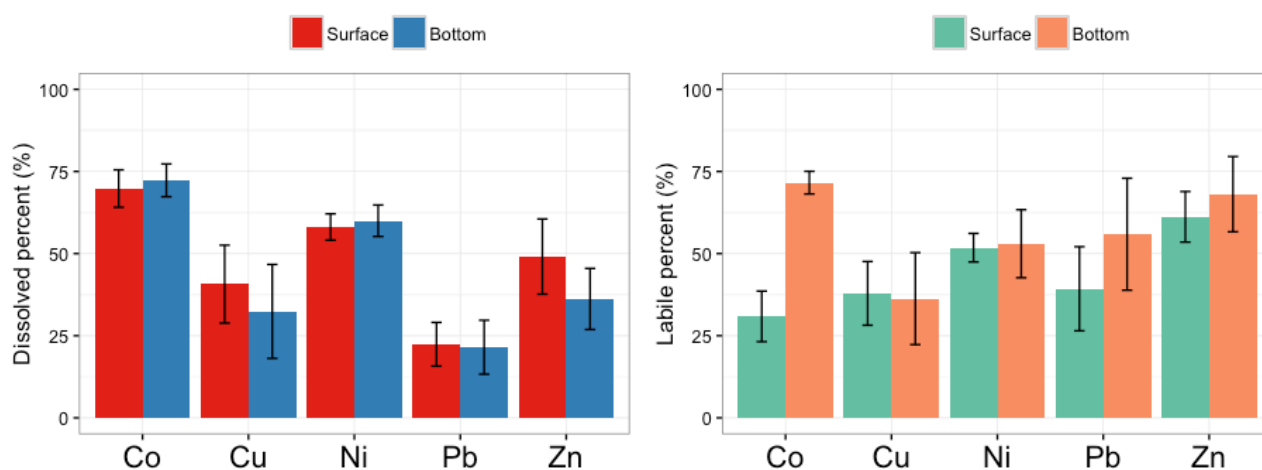 Surface Bottom
Dissolved percent (%)
100
75
50
25
0
Co Cu Ni Pb Zn
Surface Bottom
Labile percent (%)
100
75
50
25
0
Co Cu Ni Pb Zn